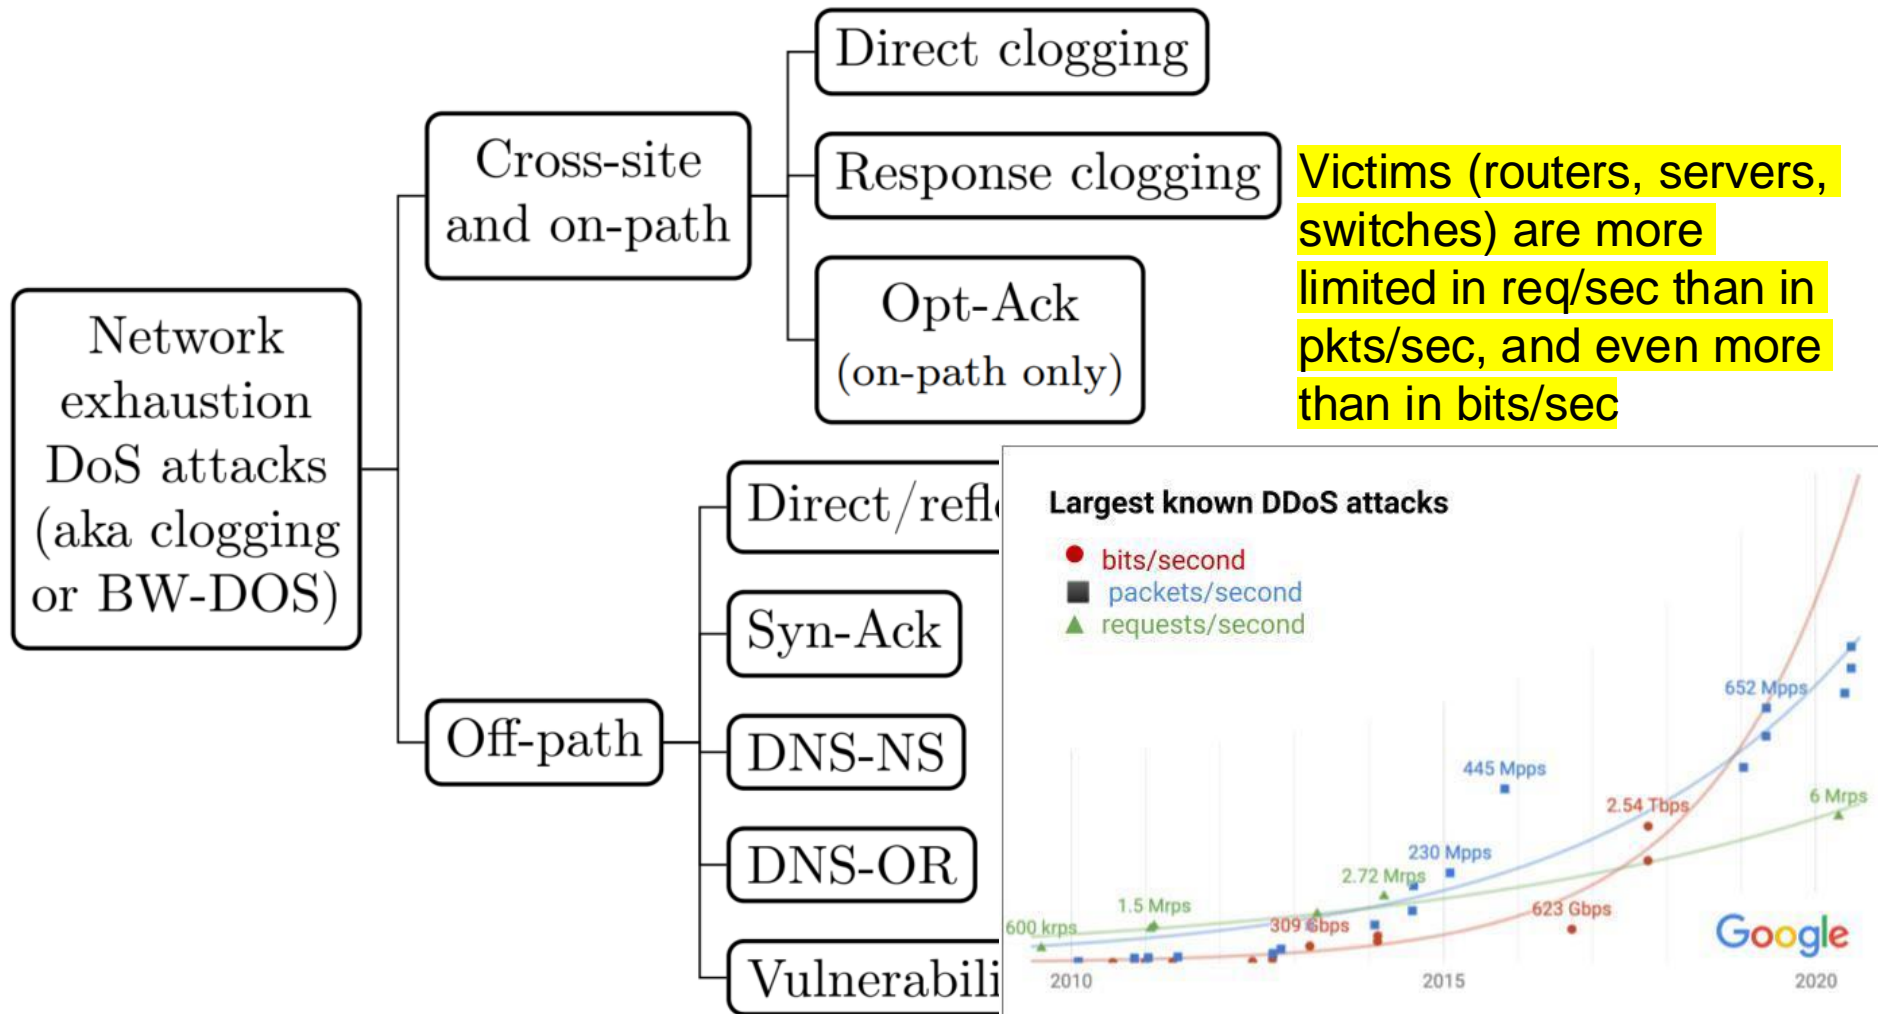 Network
exhaustion
DoS attacks
(aka clogging
or BW-DOS)
Cross-site
and on-path
Direct clogging
Response clogging
Opt-Ack
(on-path only)
Off-path
Direct/refle
Syn-Ack
DNS-NS
DNS-OR
Vulnerabili
Victims (routers, servers,
switches) are more
limited in req/sec than in
pkts/sec, and even more
than in bits/sec
Largest known DDoS attacks
bits/second
packets/second
requests/second
600 krps
1.5 Mrps
309 Gbps
2.72 Mrps
230 Mpps
445 Mpps
623 Gbps
2.54 Tbps
652 Mpps
6 Mrps
Google
2010
2015
2020